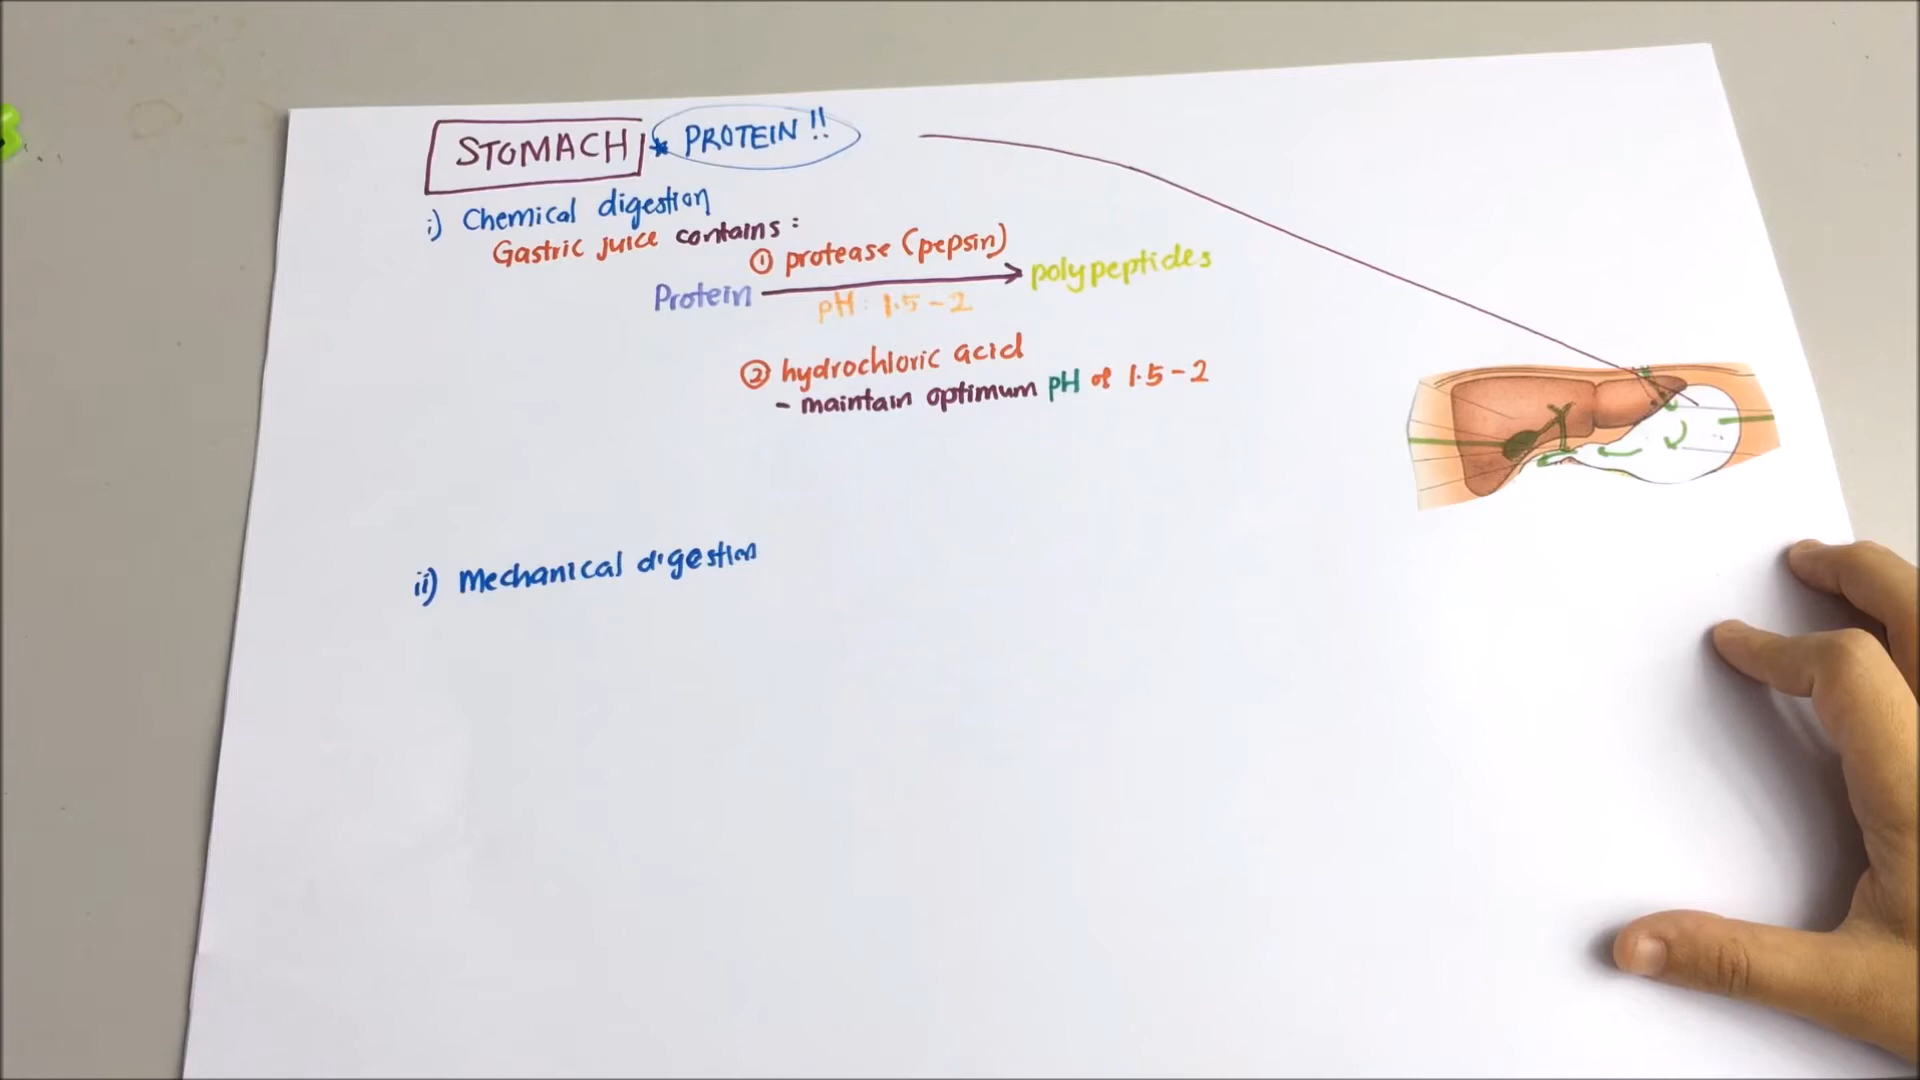 STOMACH * PROTEIN!!
i) Chemical digestion
Gastric juice contains:
① protease (pepsin)
Protein → polypeptides
pH: 1.5-2
② hydrochloric acid
- maintain optimum pH of 1.5-2
ii) Mechanical digestion